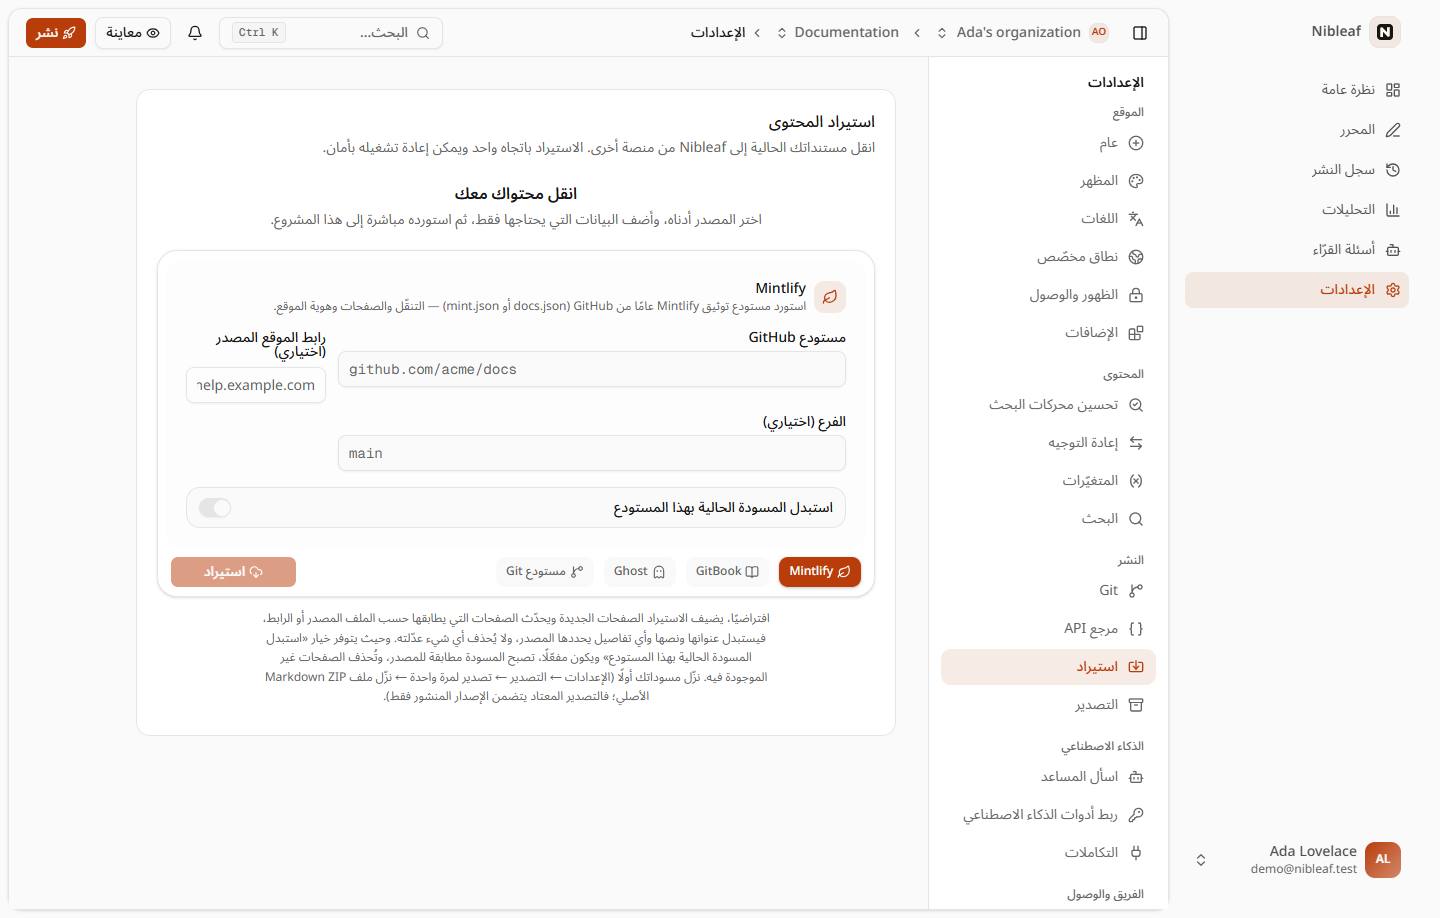 Nibleaf
نظرة عامة
المحرر
سجل النشر
التحليلات
أسئلة القرّاء
الإعدادات
Ada Lovelace
demo@nibleaf.test
AL
AO Ada's organization
Documentation
الإعدادات
البحث...
Ctrl K
معاينة
نشر
الإعدادات
الموقع
عام
المظهر
اللغات
نطاق مخصّص
الظهور والوصول
الإضافات
المحتوى
تحسين محركات البحث
إعادة التوجيه
المتغيّرات
البحث
النشر
Git
مرجع API
استيراد
التصدير
الذكاء الاصطناعي
اسأل المساعد
ربط أدوات الذكاء الاصطناعي
التكاملات
الفريق والوصول
استيراد المحتوى
انقل مستنداتك الحالية إلى Nibleaf من منصة أخرى. الاستيراد باتجاه واحد ويمكن إعادة تشغيله بأمان.
انقل محتواك معك
اختر المصدر أدناه، وأضف البيانات التي يحتاجها فقط، ثم استورده مباشرة إلى هذا المشروع.
Mintlify
استورد مستودع توثيق Mintlify عامًا من GitHub (docs.json أو mint.json) — التنقّل والصفحات وهوية الموقع.
مستودع GitHub
github.com/acme/docs
رابط الموقع المصدر
(اختياري)
help.example.com
الفرع (اختياري)
main
استبدل المسودة الحالية بهذا المستودع
Mintlify
GitBook
Ghost
مستودع Git
استيراد
افتراضيًا، يضيف الاستيراد الصفحات الجديدة ويحدّث الصفحات التي يطابقها حسب الملف المصدر أو الرابط،
فيستبدل عنوانها ونصها وأي تفاصيل يحددها المصدر، ولا يُحذف أي شيء عدّلته. وحيث يتوفر خيار «استبدل
المسودة الحالية بهذا المستودع» ويكون مفعّلًا، تصبح المسودة مطابقة للمصدر، وتُحذف الصفحات غير
الموجودة فيه. نزّل مسوداتك أولًا (الإعدادات ← التصدير ← تصدير لمرة واحدة ← نزّل ملف Markdown ZIP
الأصلي؛ فالتصدير المعتاد يتضمن الإصدار المنشور فقط).